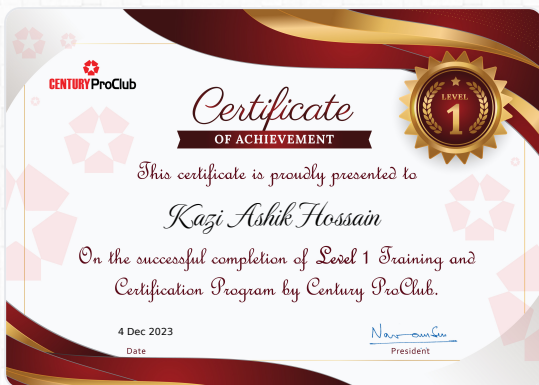 CENTURY ProClub
Certificate
OF ACHIEVEMENT
LEVEL
1
This certificate is proudly presented to
Kazi Ashik Hossain
On the successful completion of Level 1 Training and
Certification Program by Century ProClub.
4 Dec 2023
Date
President